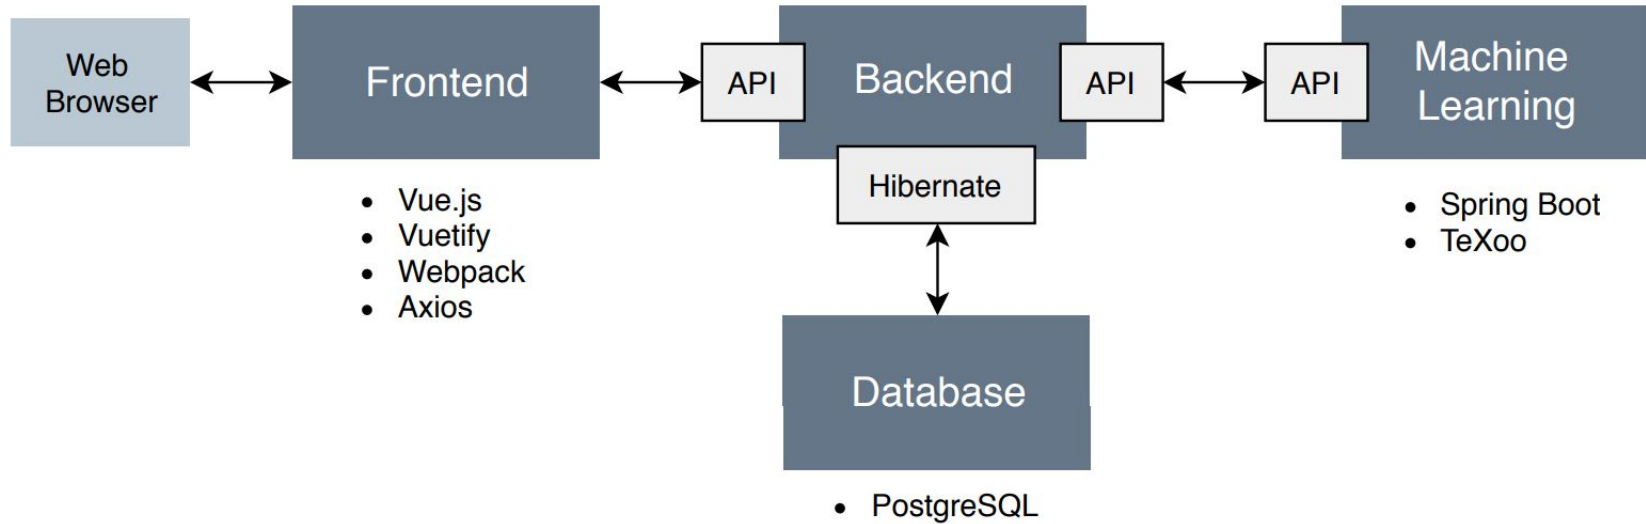 Web
Browser
Frontend
API
Backend
API
API
Machine
Learning
Hibernate
• Vue.js
• Vuetify
• Webpack
• Axios
• Spring Boot
• TeXoo
Database
• PostgreSQL